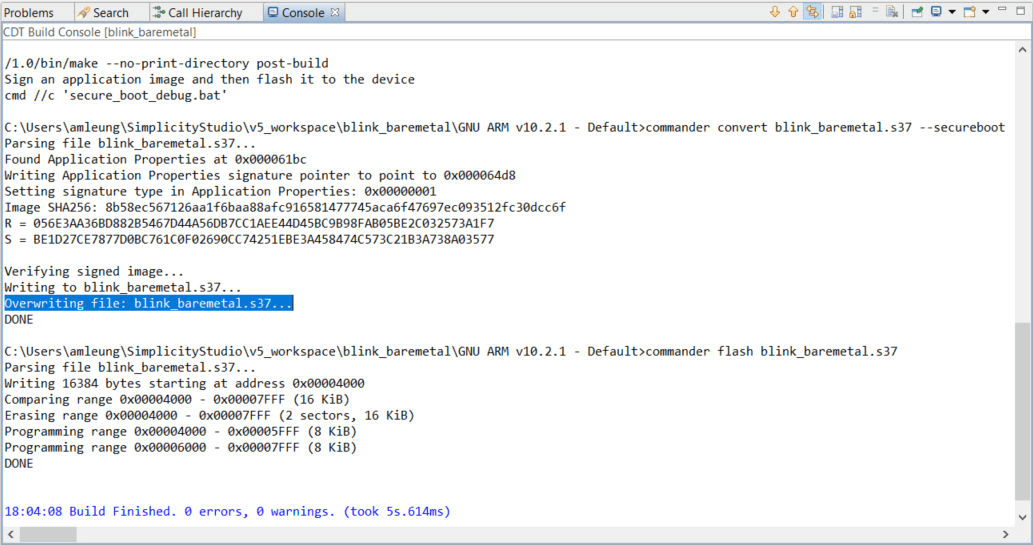 Problems Search Call Hierarchy Console
CDT Build Console [blink_baremetal]
/1.0/bin/make --no-print-directory post-build
Sign an application image and then flash it to the device
cmd //c 'secure_boot_debug.bat'
C:\Users\amleung\SimplicityStudio\v5_workspace\blink_baremetal\GNU ARM v10.2.1 - Default>commander convert blink_baremetal.s37 --secureboot
Parsing file blink_baremetal.s37...
Found Application Properties at 0x000061bc
Writing Application Properties signature pointer to point to 0x000064d8
Setting signature type in Application Properties: 0x00000001
Image SHA256: 8b58ec567126aa1f6baa88afc916581477745aca6f47697ec093512fc30dcc6f
R = 056E3AA36BD882B5467D44A56DB7CC1AEE44D45BC9B98FAB05BE2C032573A1F7
S = BE1D27CE7877D0BC761C0F02690CC74251EBE3A458474C573C21B3A738A03577
Verifying signed image...
Writing to blink_baremetal.s37...
Overwriting file: blink_baremetal.s37...
DONE
C:\Users\amleung\SimplicityStudio\v5_workspace\blink_baremetal\GNU ARM v10.2.1 - Default>commander flash blink_baremetal.s37
Parsing file blink_baremetal.s37...
Writing 16384 bytes starting at address 0x00004000
Comparing range 0x00004000 - 0x00007FFF (16 KiB)
Erasing range 0x00004000 - 0x00007FFF (2 sectors, 16 KiB)
Programming range 0x00004000 - 0x00005FFF (8 KiB)
Programming range 0x00006000 - 0x00007FFF (8 KiB)
DONE
18:04:08 Build Finished. 0 errors, 0 warnings. (took 5s.614ms)